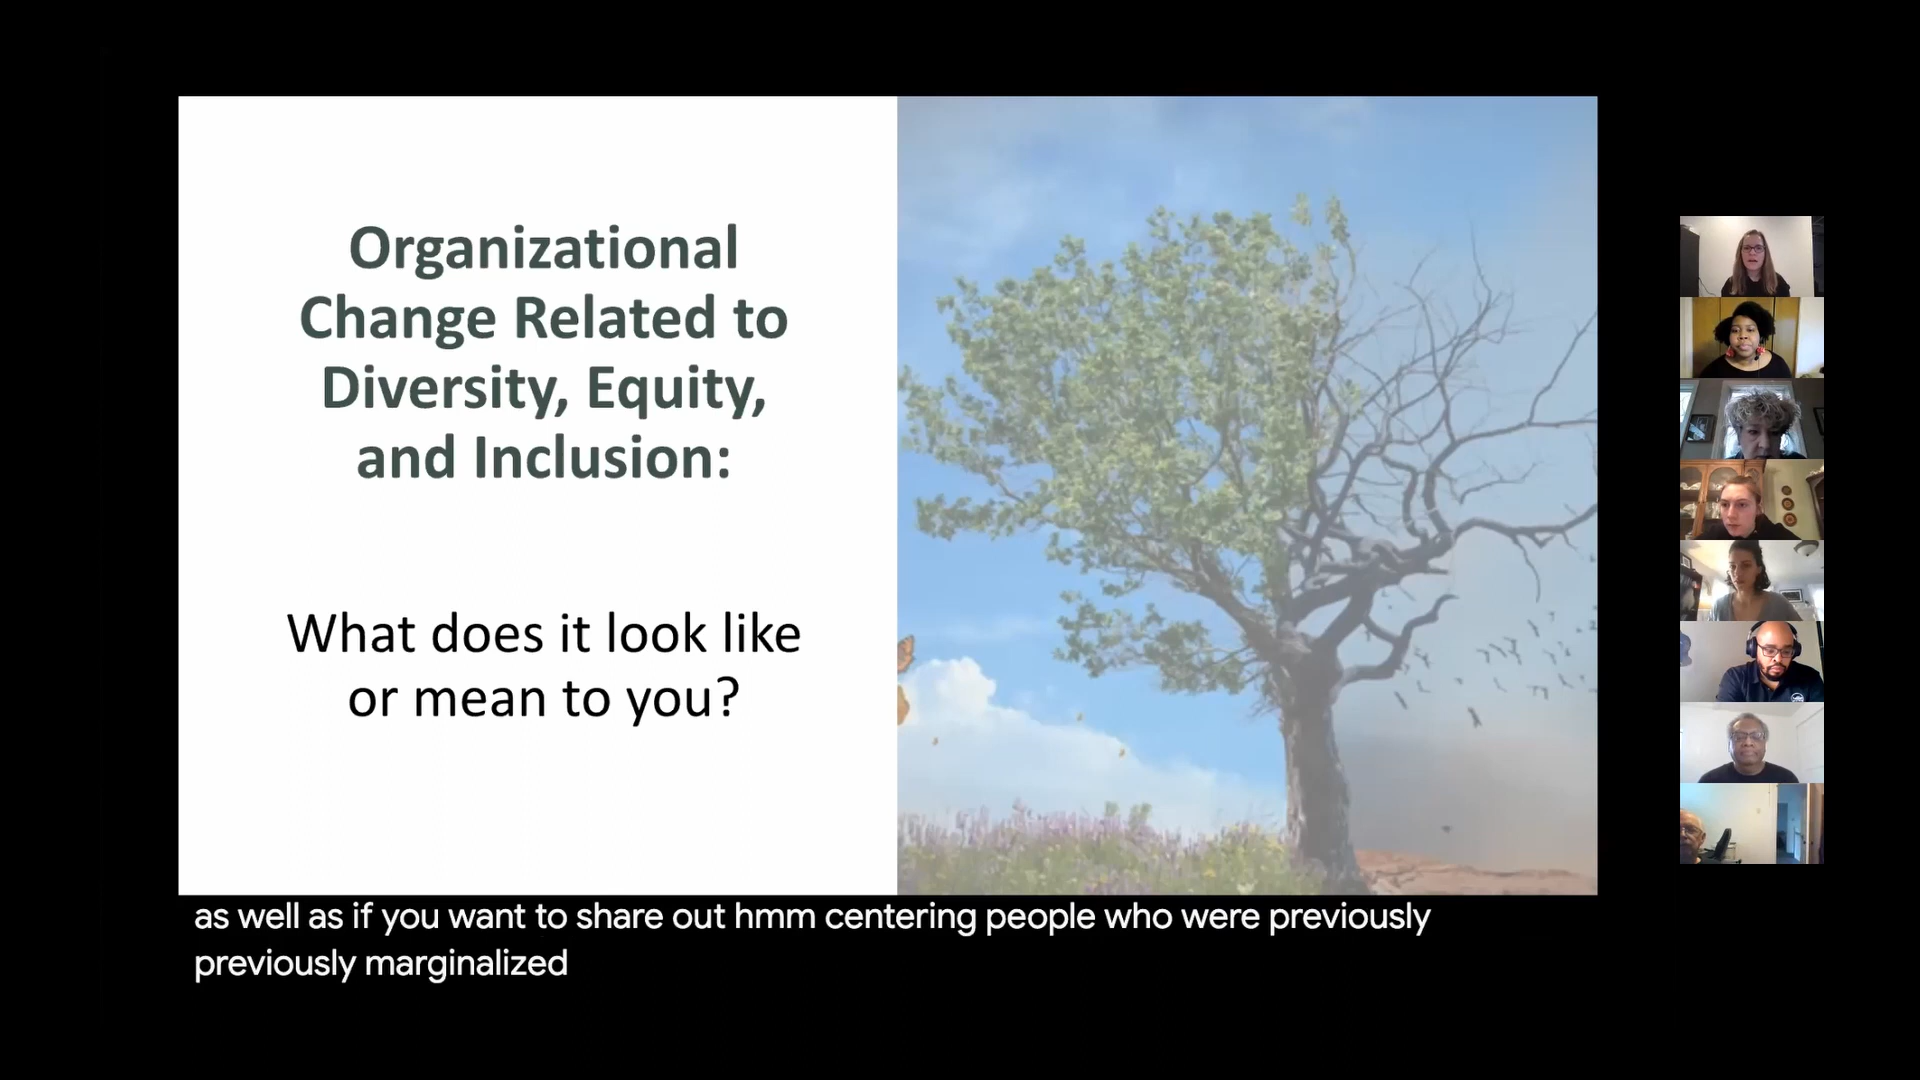 Organizational
Change Related to
Diversity, Equity,
and Inclusion:
What does it look like
or mean to you?
as well as if you want to share out hmm centering people who were previously
previously marginalized